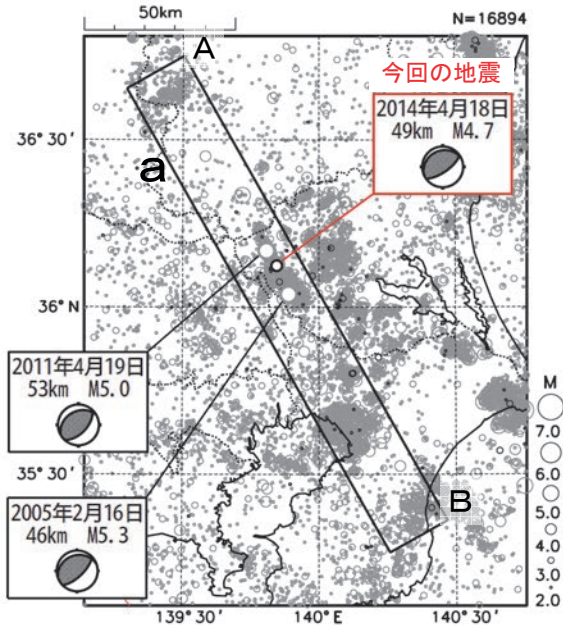 50km
N=16894
A
今回の地震
2014年4月18日
49km M4.7
36°30′
a
36°N
2011年4月19日
53km M5.0
M
7.0
6.0
5.0
4.0
3.0
2.0
35°30′
B
2005年2月16日
46km M5.3
139°30′
140°E
140°30′